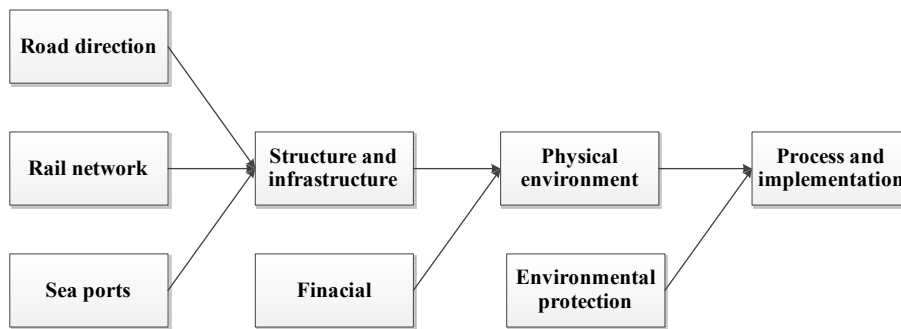 Road direction
Rail network
Structure and
infrastructure
Physical
environment
Process and
implementation
Sea ports
Finacial
Environmental
protection